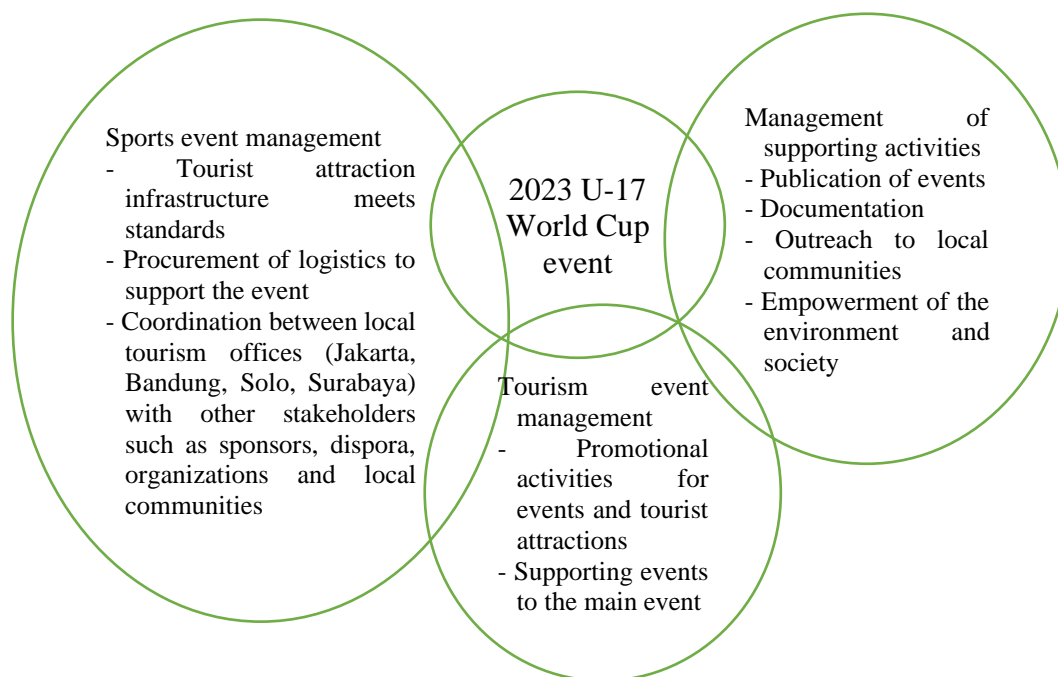 Sports event management
- Tourist attraction
infrastructure meets
standards
- Procurement of logistics to
support the event
- Coordination between local
tourism offices (Jakarta,
Bandung, Solo, Surabaya)
with other stakeholders
such as sponsors, dispora,
organizations and local
communities
2023 U-17
World Cup
event
Management of
supporting activities
- Publication of events
- Documentation
- Outreach to local
communities
- Empowerment of the
environment and
society
Tourism event
management
- Promotional
activities for
events and tourist
attractions
- Supporting events
to the main event